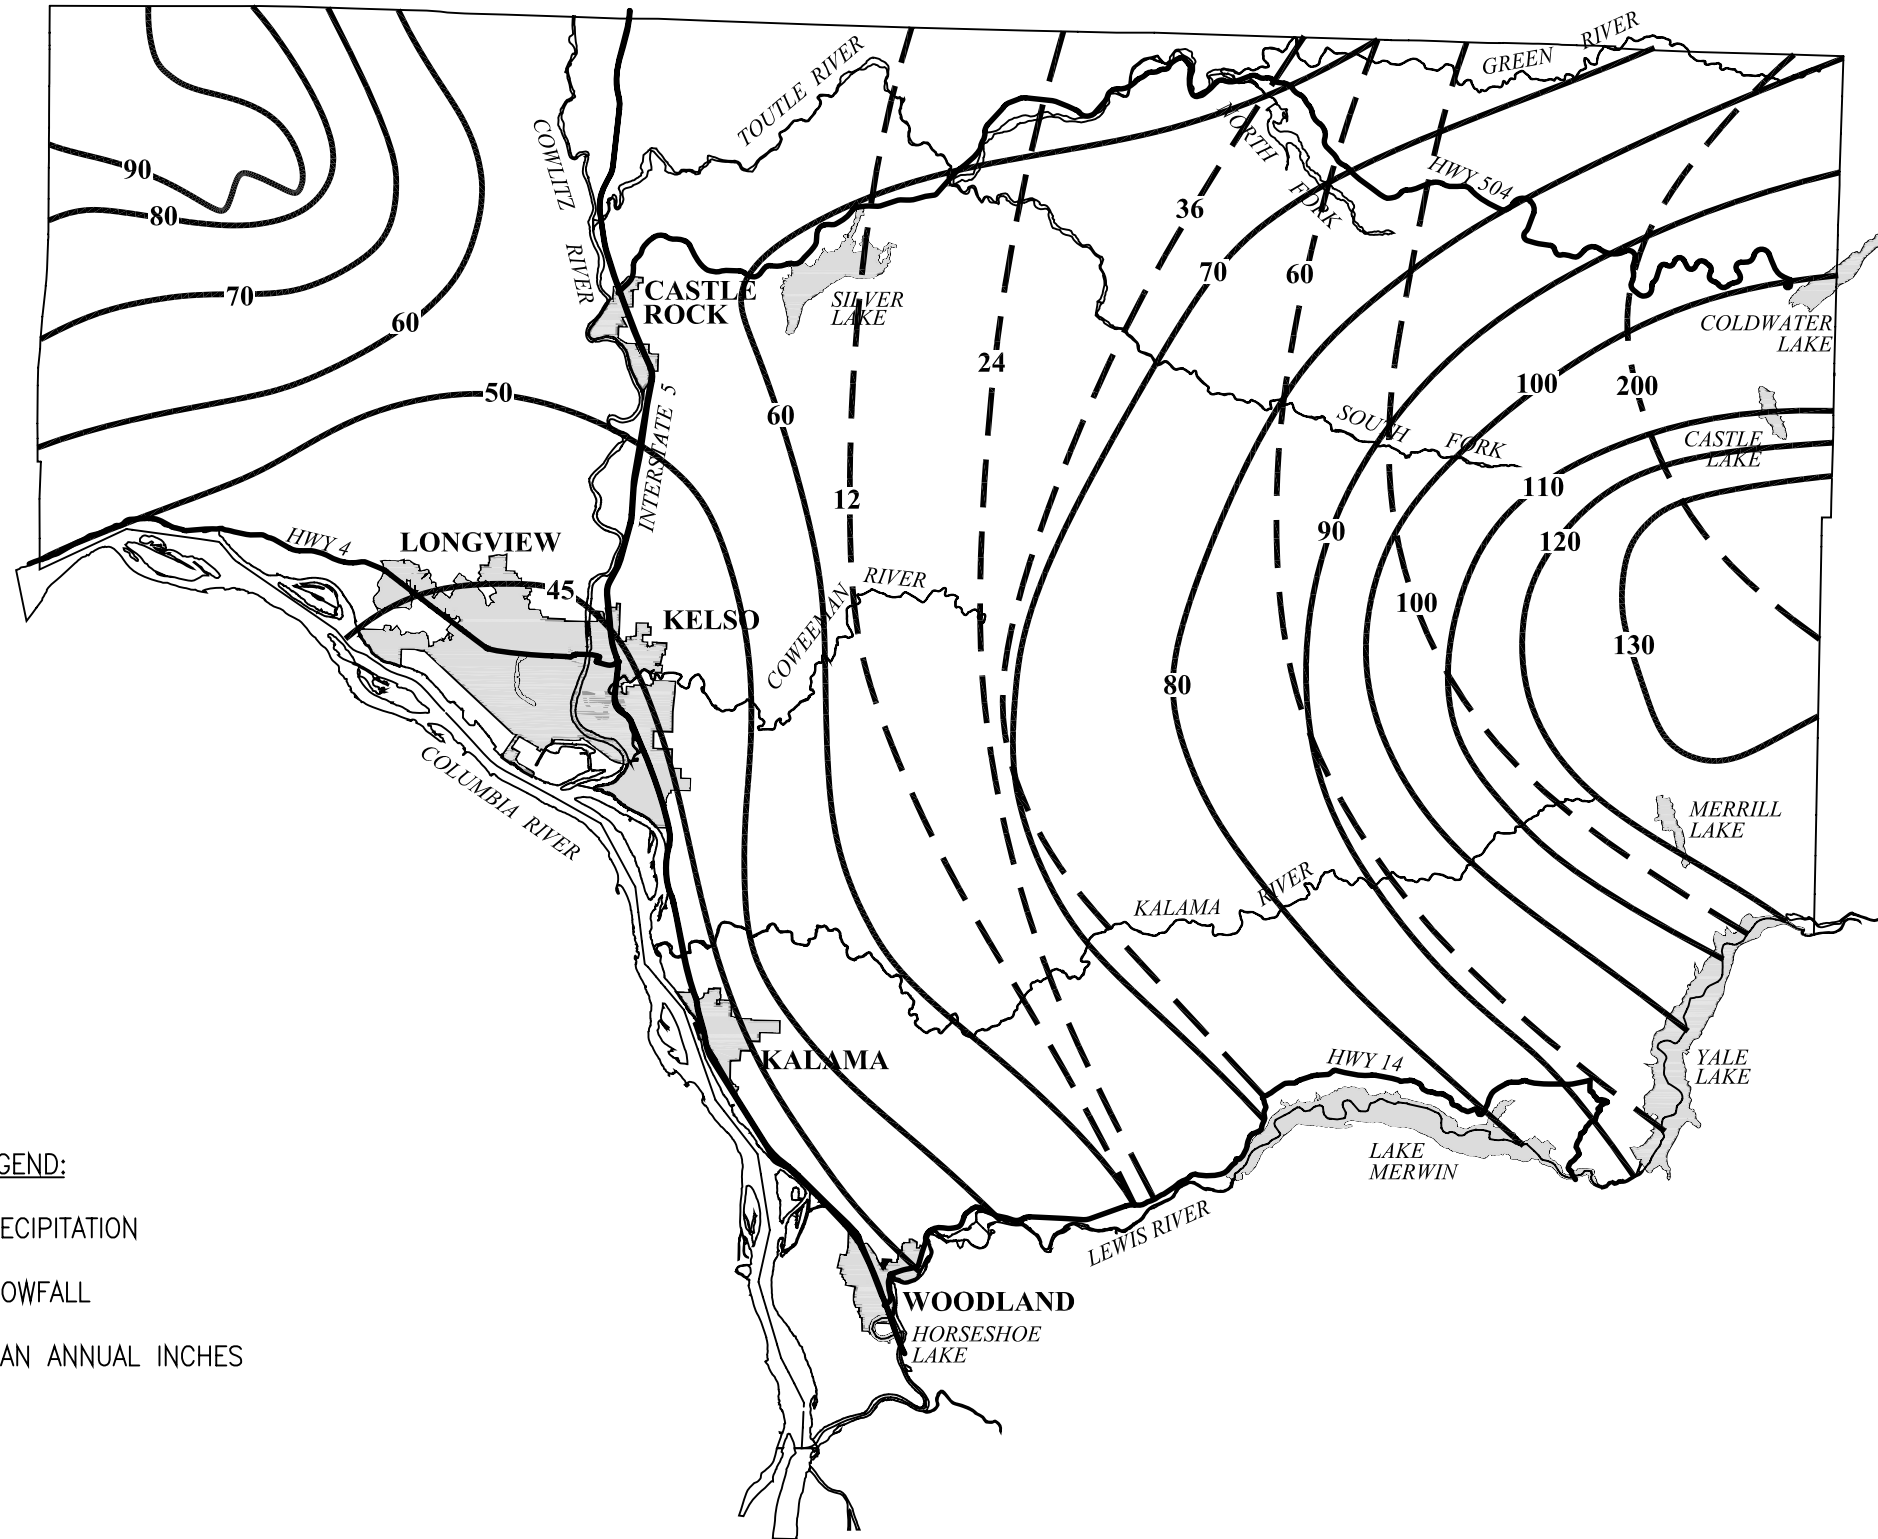 GREEN RIVER
TOUTLE RIVER
COWLITZ RIVER
NORTH FORK
HWY 504
90
80
70
60
50
36
70
60
CASTLE
ROCK
SILVER
LAKE
COLDWATER
LAKE
24
60
100
200
SOUTH FORK
CASTLE
LAKE
INTERSTATE 5
12
110
90
120
HWY 4
LONGVIEW
45
KELSO
COWEEMAN RIVER
100
130
80
COLUMBIA RIVER
MERRILL
LAKE
KALAMA RIVER
KALAMA
HWY 14
YALE
LAKE
LAKE
MERWIN
LEWIS RIVER
WOODLAND
HORSESHOE
LAKE
GEND:
ECIPITATION
OWFALL
AN ANNUAL INCHES